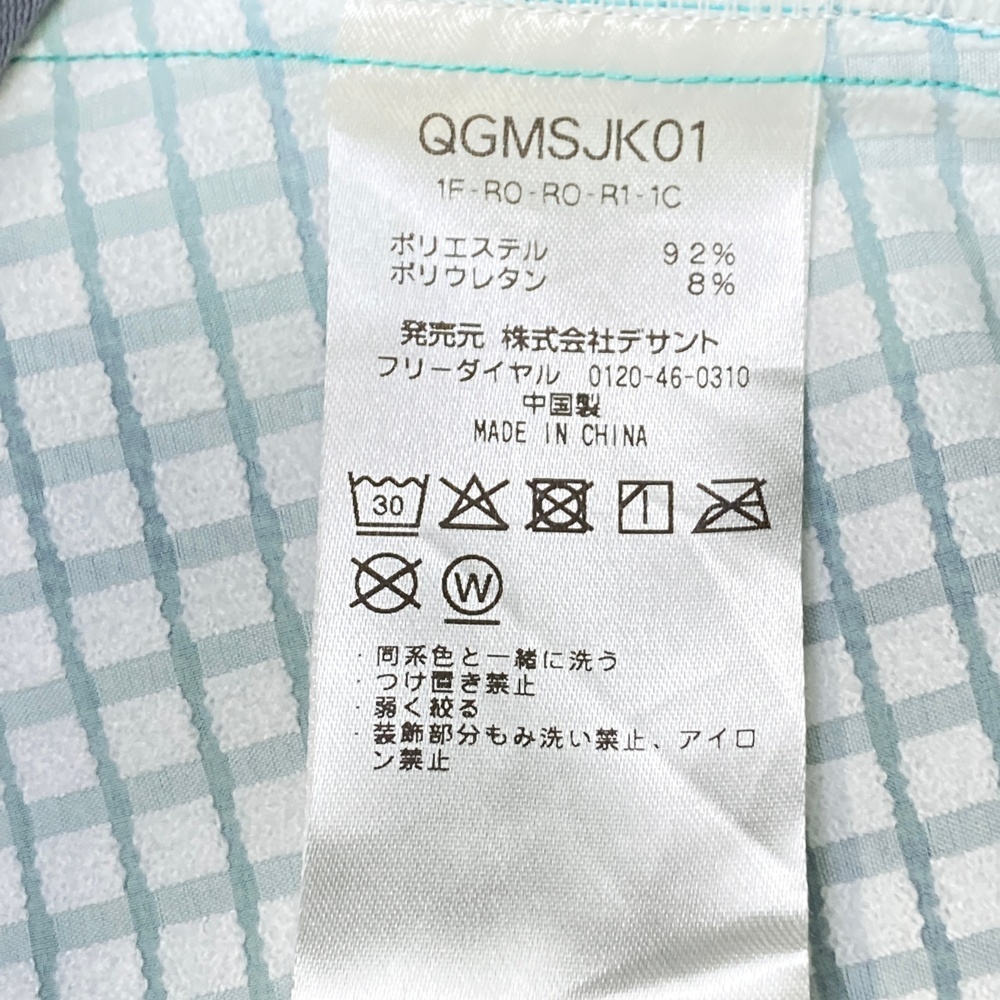 QGMSJK01
1F-R0-R0-R1-1C
ポリエステル 92%
ポリウレタン 8%
発売元 株式会社デサント
フリーダイヤル 0120-46-0310
中国製
MADE IN CHINA
30
W
・同系色と一緒に洗う
・つけ置き禁止
・弱く絞る
・装飾部分もみ洗い禁止、アイロ
ン禁止